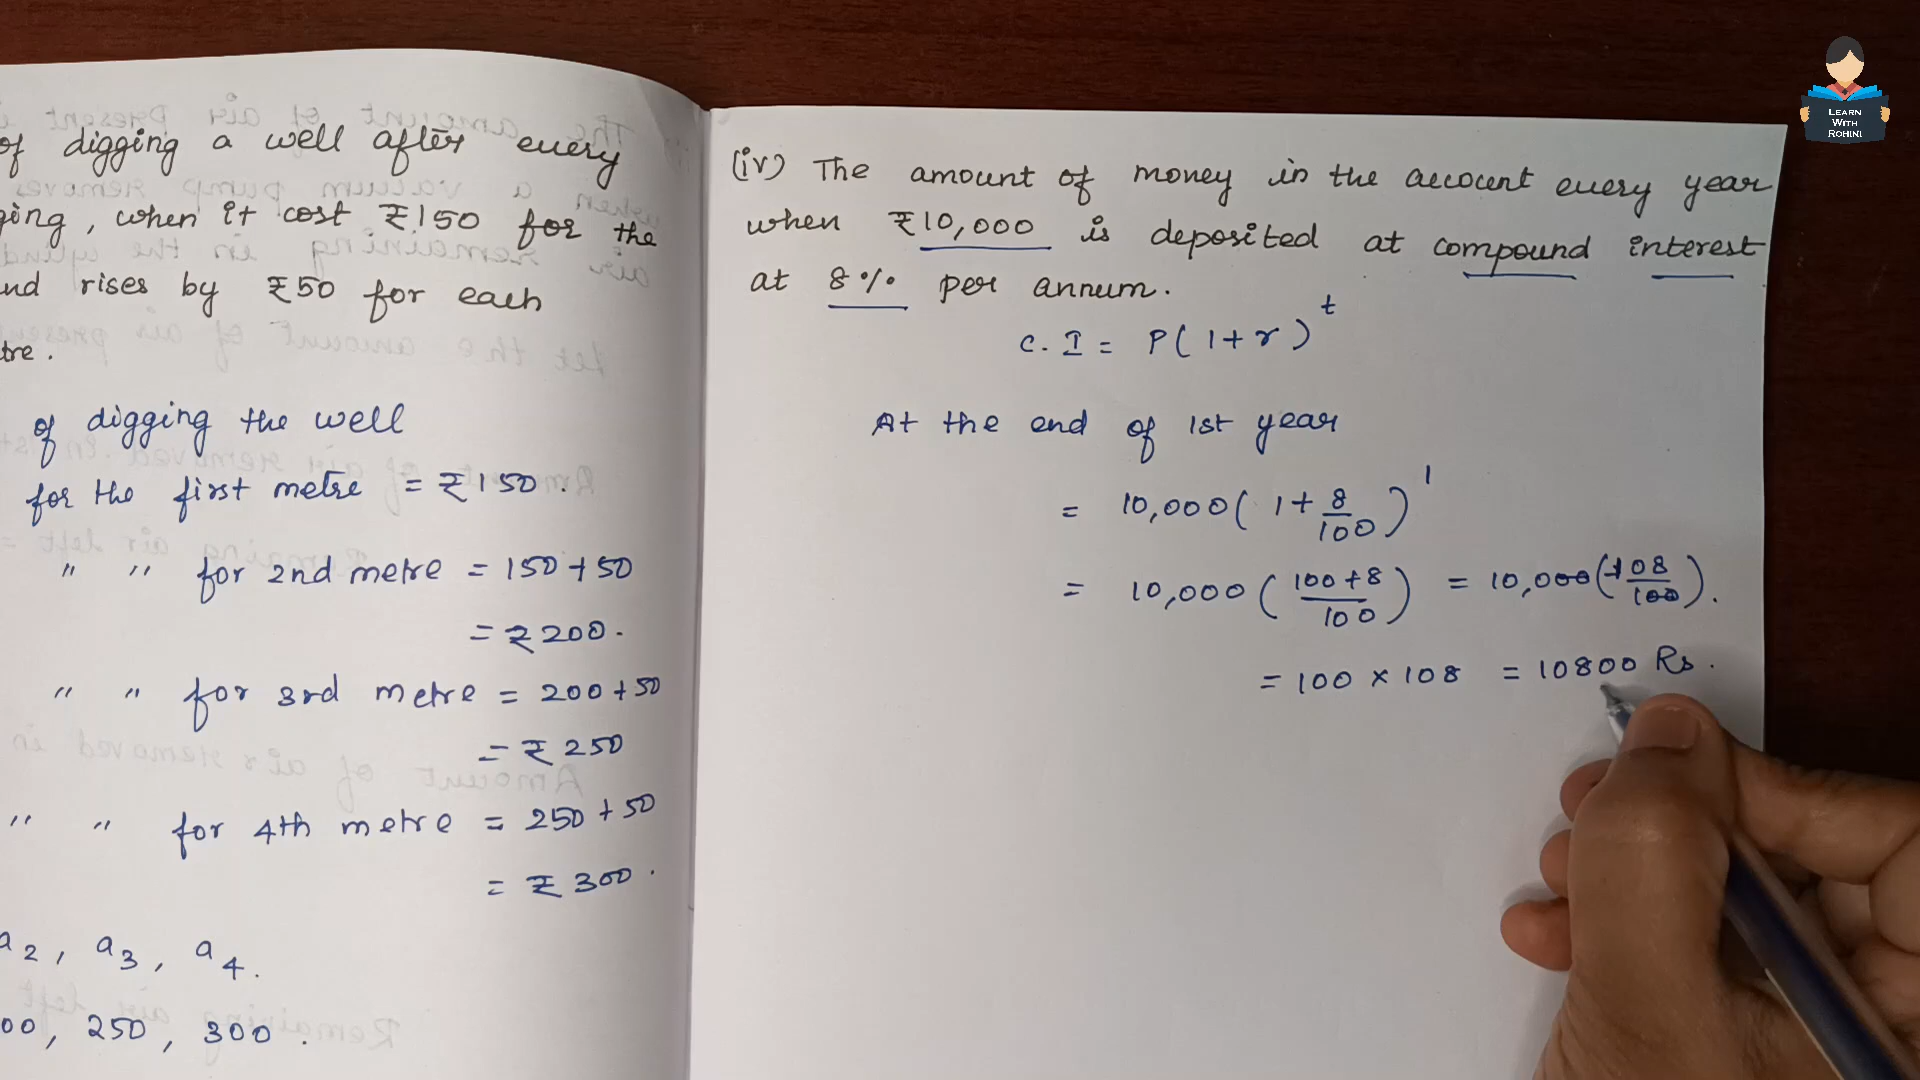 of digging a well after every
ging, when it cost ₹150 for the
nd rises by ₹50 for each
tre.
of digging the well
for the first metre = ₹150.
" " for 2nd metre = 150+50
= ₹200.
" " for 3rd metre = 200+50
= ₹250
" " for 4th metre = 250+50
= ₹300.
a2, a3, a4.
00, 250, 300.
(iv) The amount of money in the account every year
when ₹10,000 is deposited at compound interest
at 8% per annum.
C.I = P(1+r)^t
At the end of 1st year
= 10,000(1+8/100)^1
= 10,000(100+8/100) = 10,000(108/100).
= 100 × 108 = 10800 Rs.
LEARN
WITH
ROHINI